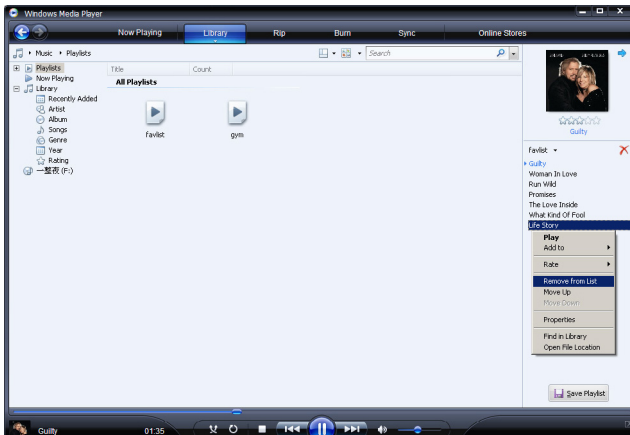 Windows Media Player
Now Playing
Library
Rip
Burn
Sync
Online Stores
Music
Playlists
Search
Playlists
Now Playing
Library
Recently Added
Artist
Album
Songs
Genre
Year
Rating
一整夜 (F:)
Title
Count
All Playlists
favlist
gym
Guilty
favlist
Guilty
Woman In Love
Run Wild
Promises
The Love Inside
What Kind Of Fool
Life Story
Play
Add to
Rate
Remove from List
Move Up
Move Down
Properties
Find in Library
Open File Location
Save Playlist
Guilty
01:35